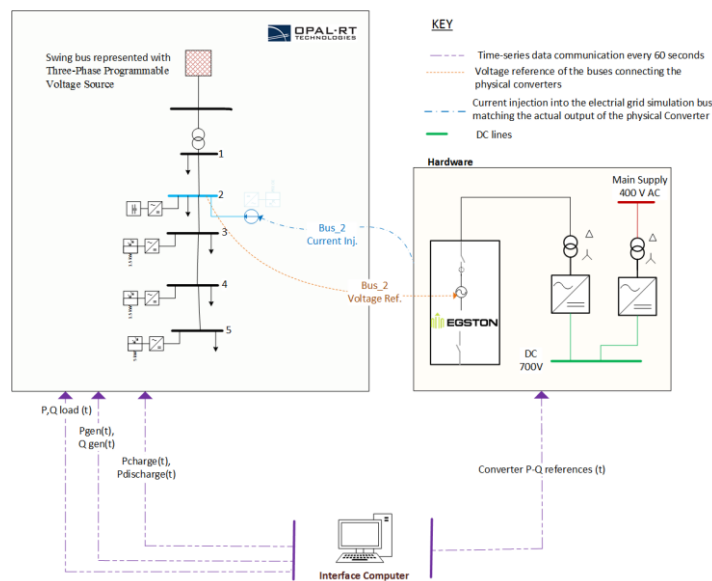 OPAL-RT
TECHNOLOGIES
Swing bus represented with
Three-Phase Programmable
Voltage Source
1
2
3
4
5
Bus_2
Current Inj.
Bus_2
Voltage Ref.
KEY
Time-series data communication every 60 seconds
Voltage reference of the buses connecting the
physical converters
Current injection into the electrial grid simulation bus
matching the actual output of the physical Converter
DC lines
Hardware
Main Supply
400 V AC
EGSTON
DC
700V
P,Q load (t)
Pgen(t),
Q gen(t)
Pcharge(t),
Pdischarge(t)
Converter P-Q references (t)
Interface Computer